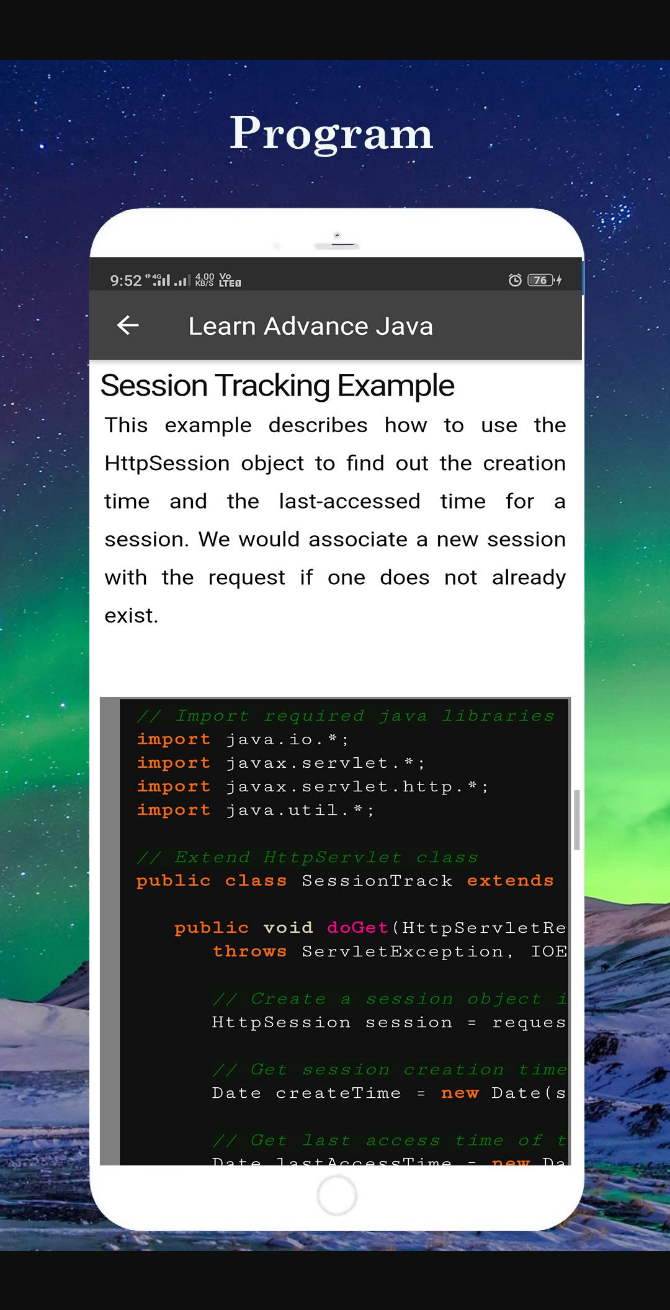 Program
9:52 4G 4.00 KB/S Vo LTE 76
Learn Advance Java
Session Tracking Example
This example describes how to use the
HttpSession object to find out the creation
time and the last-accessed time for a
session. We would associate a new session
with the request if one does not already
exist.
// Import required java libraries
import java.io.*;
import javax.servlet.*;
import javax.servlet.http.*;
import java.util.*;
// Extend HttpServlet class
public class SessionTrack extends
public void doGet(HttpServletRe
throws ServletException, IOE
// Create a session object i
HttpSession session = reques
// Get session creation time
Date createTime = new Date(s
// Get last access time of t
Date lastAccessTime = new Da